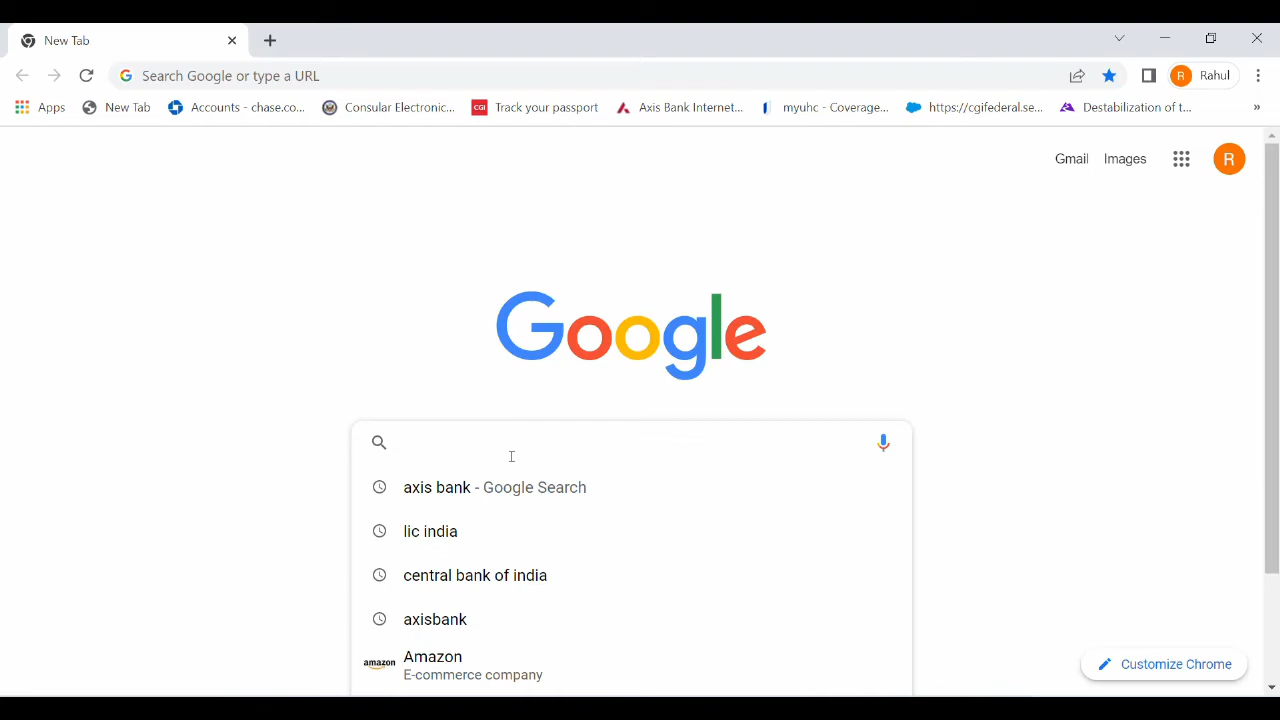 New Tab
Search Google or type a URL
R Rahul
Apps New Tab Accounts - chase.co... Consular Electronic... CGI Track your passport Axis Bank Internet... myuhc - Coverage... https://cgifederal.se... Destabilization of t... »
Gmail Images R
Google
axis bank - Google Search
lic india
central bank of india
axisbank
amazon Amazon
E-commerce company
Customize Chrome